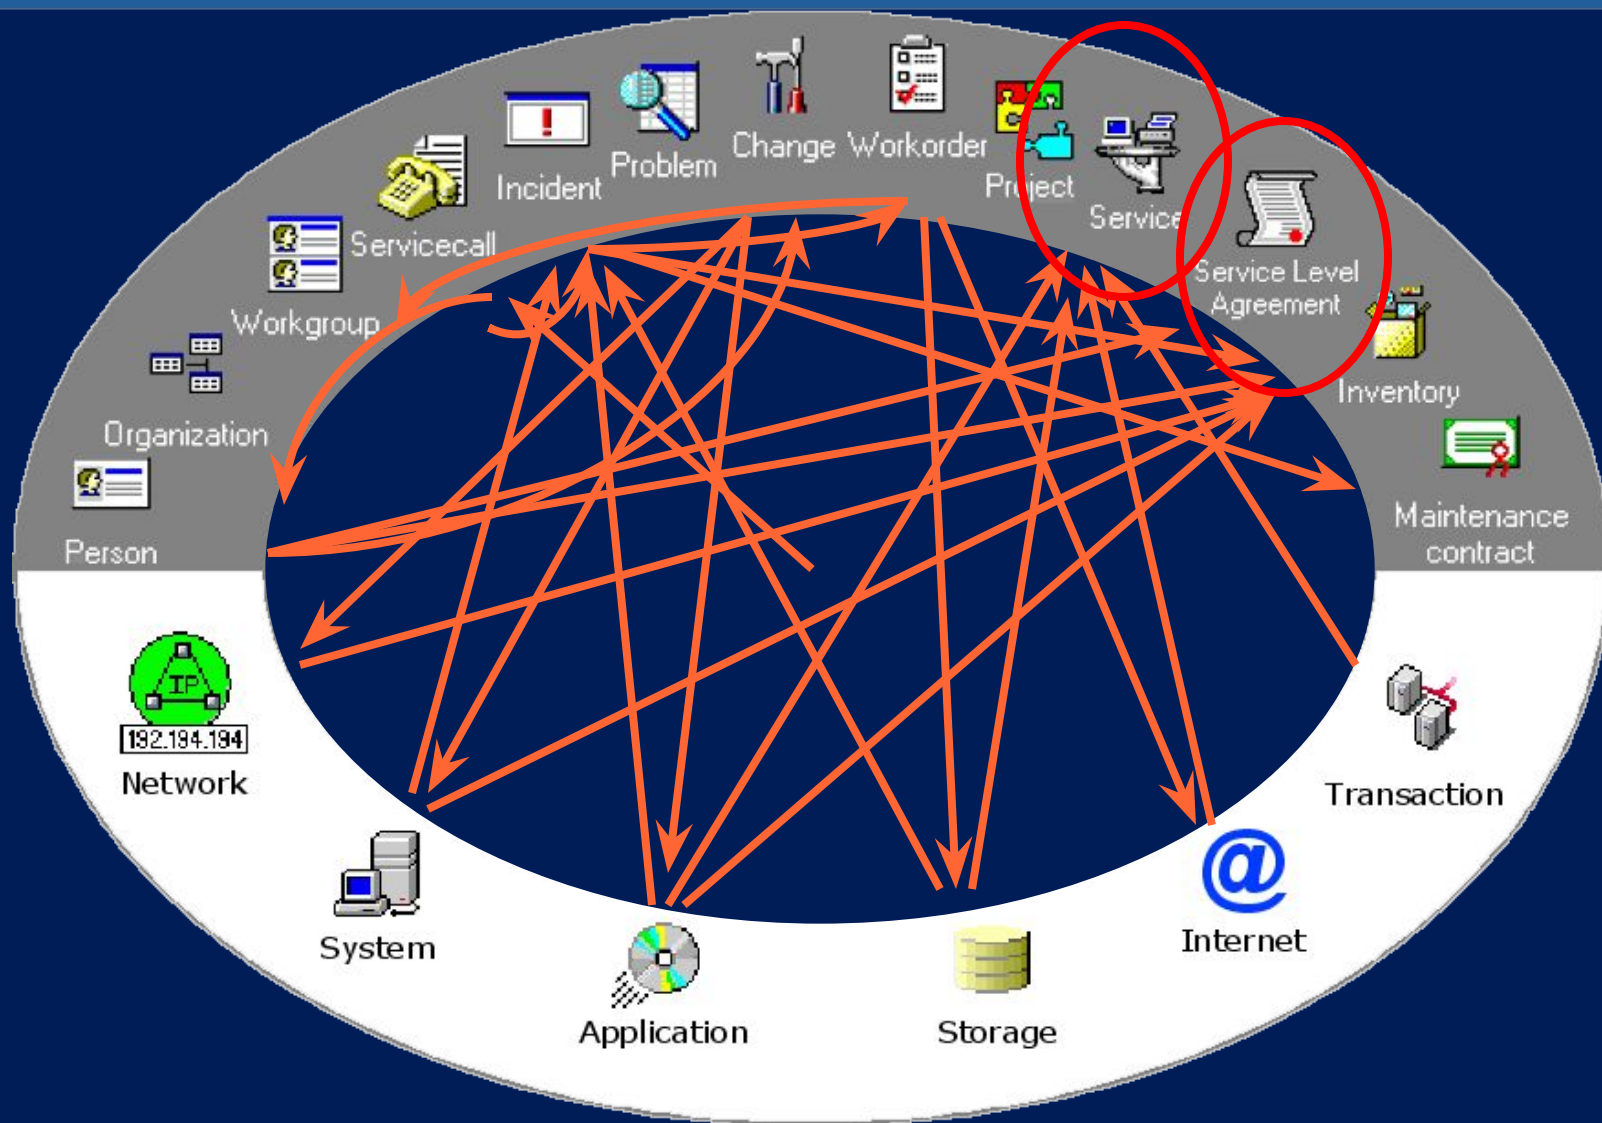 Change
Workorder
Problem
Incident
Project
Service
Servicecall
Service Level
Agreement
Workgroup
Inventory
Organization
Maintenance
contract
Person
IP
192.194.194
Network
Transaction
System
@
Internet
Application
Storage